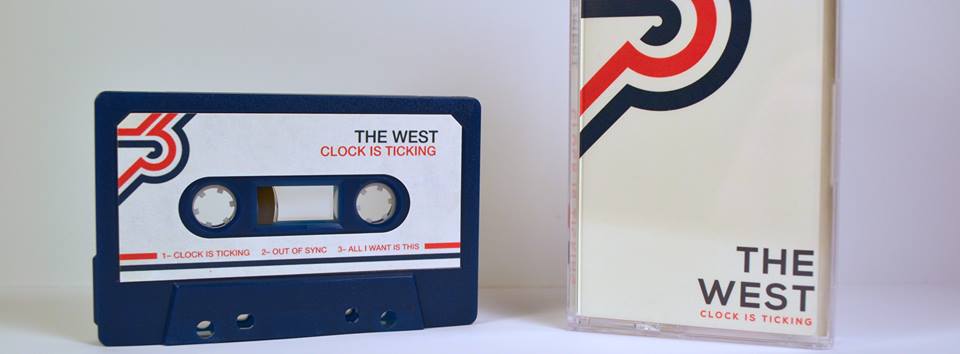 THE WEST
CLOCK IS TICKING
1– CLOCK IS TICKING 2– OUT OF SYNC 3– ALL I WANT IS THIS
THE
WEST
CLOCK IS TICKING